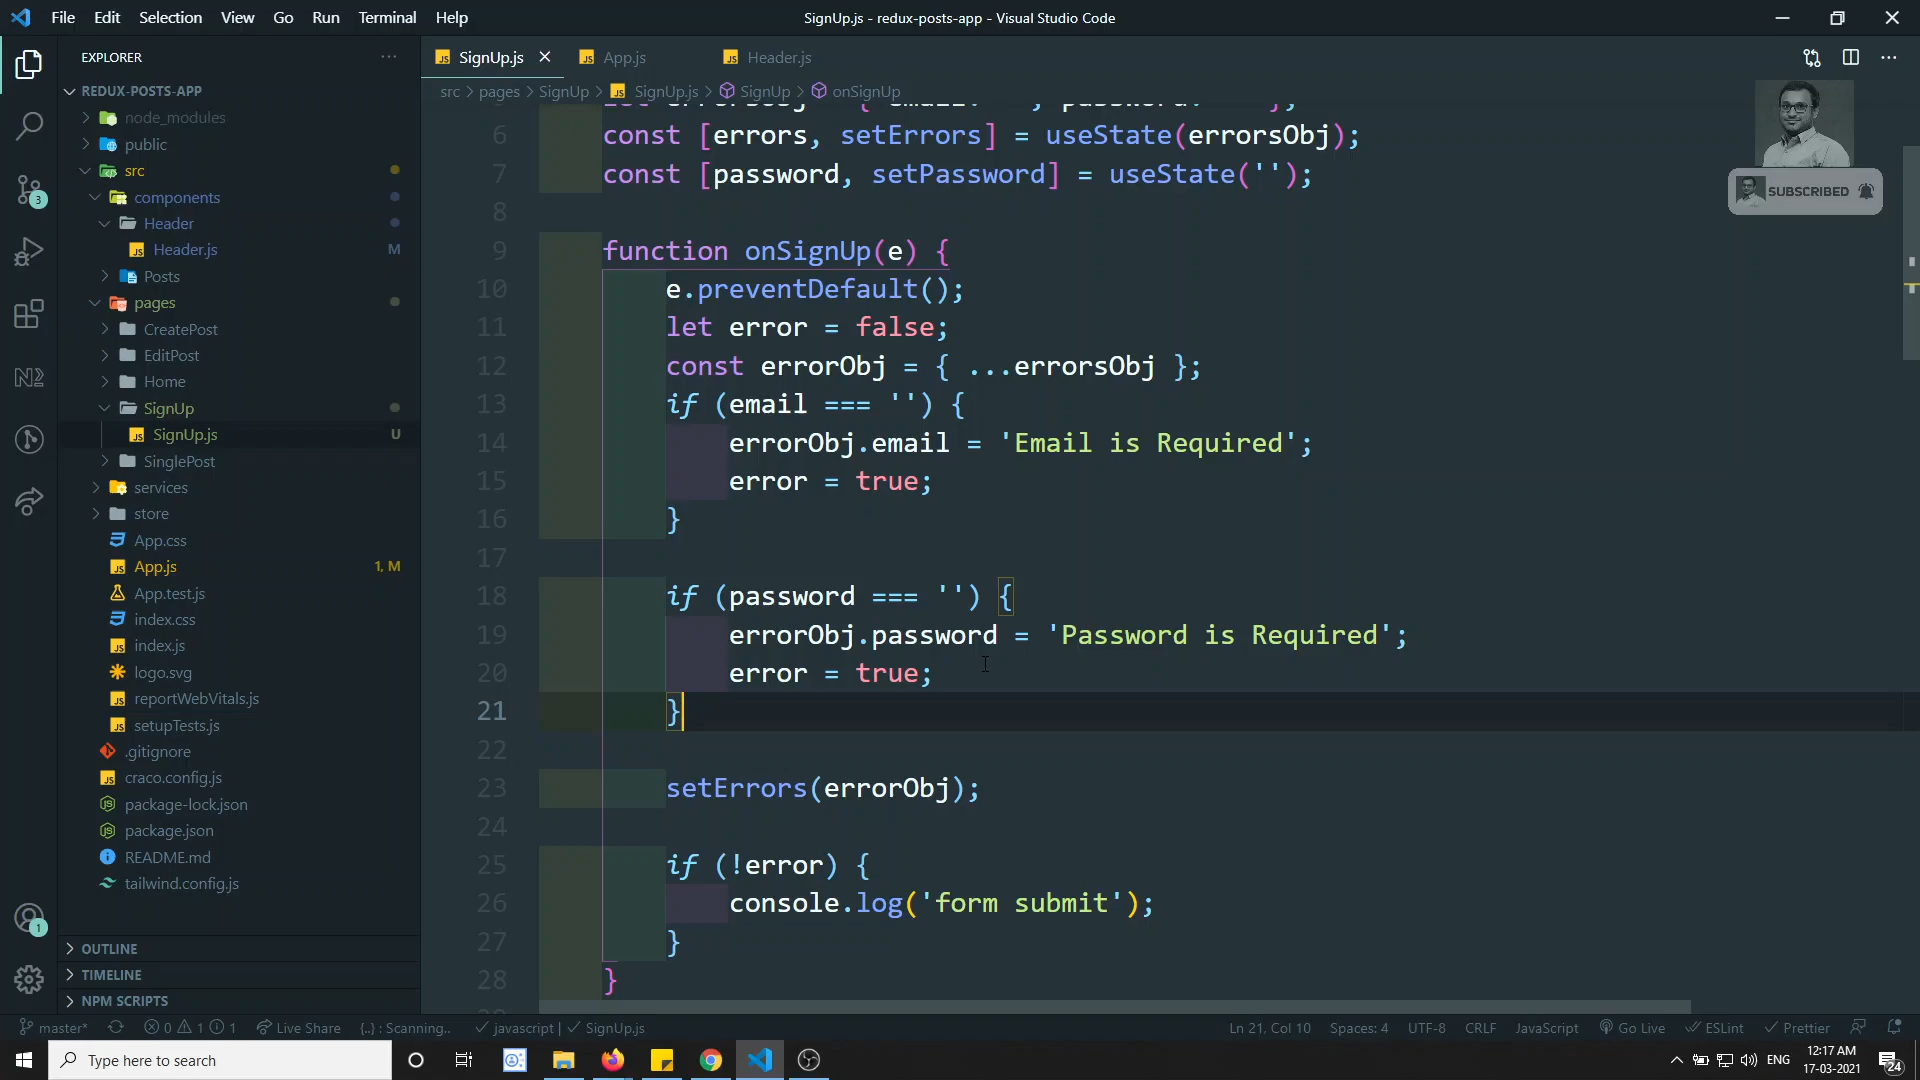 File Edit Selection View Go Run Terminal Help
SignUp.js - redux-posts-app - Visual Studio Code
EXPLORER
REDUX-POSTS-APP
node_modules
public
src
components
Header
Header.js M
Posts
pages
CreatePost
EditPost
Home
SignUp
SignUp.js U
SinglePost
services
store
App.css
App.js 1, M
App.test.js
index.css
index.js
logo.svg
reportWebVitals.js
setupTests.js
.gitignore
craco.config.js
package-lock.json
package.json
README.md
tailwind.config.js
OUTLINE
TIMELINE
NPM SCRIPTS
3
1
SignUp.js App.js Header.js
src > pages > SignUp > SignUp.js > SignUp > onSignUp
SUBSCRIBED
6 const [errors, setErrors] = useState(errorsObj);
7 const [password, setPassword] = useState('');
8
9 function onSignUp(e) {
10 e.preventDefault();
11 let error = false;
12 const errorObj = { ...errorsObj };
13 if (email === '') {
14 errorObj.email = 'Email is Required';
15 error = true;
16 }
17
18 if (password === '') {
19 errorObj.password = 'Password is Required';
20 error = true;
21 }
22
23 setErrors(errorObj);
24
25 if (!error) {
26 console.log('form submit');
27 }
28 }
master* 0 1 1 Live Share {..} : Scanning.. javascript | SignUp.js Ln 21, Col 10 Spaces: 4 UTF-8 CRLF JavaScript Go Live ESLint Prettier
Type here to search
ENG
12:17 AM
17-03-2021
24